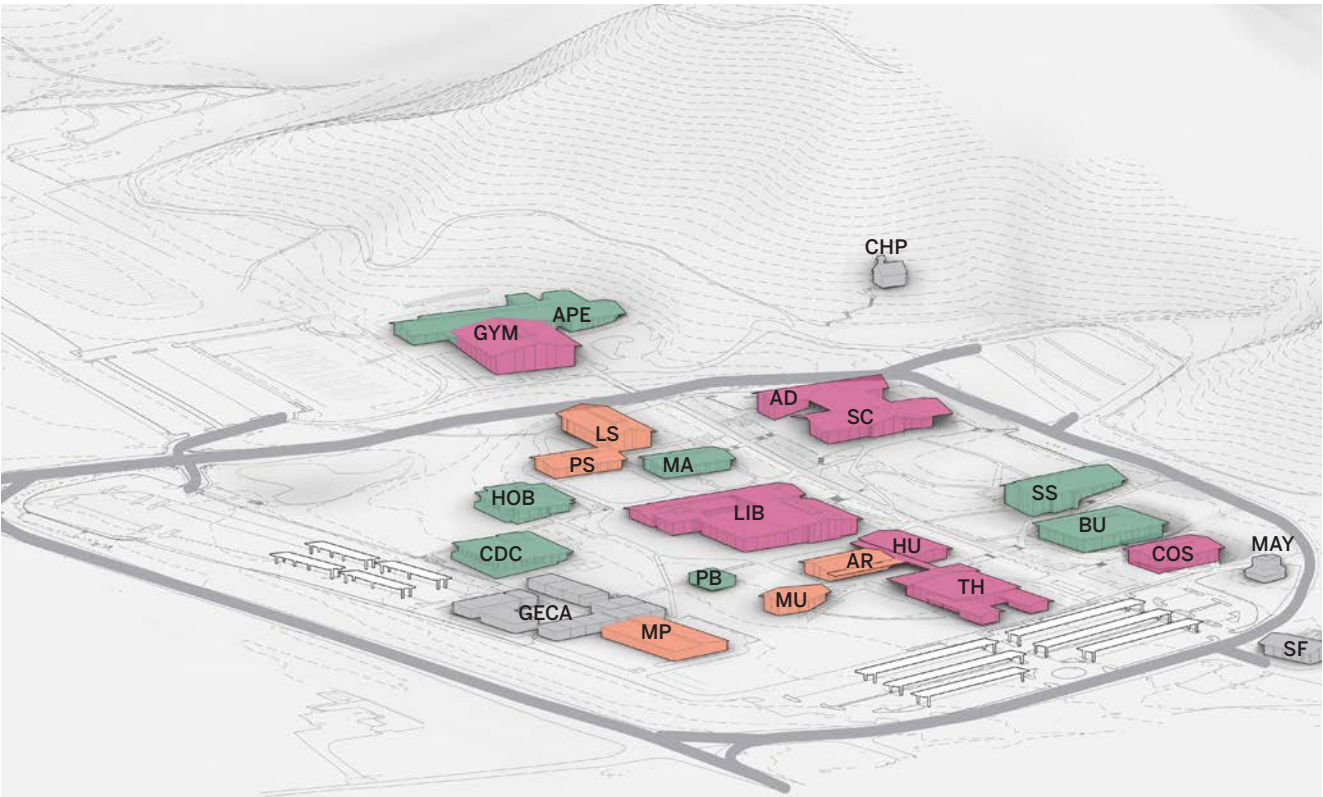 CHP
APE
GYM
AD
SC
LS
PS
MA
HOB
SS
LIB
BU
HU
COS
MAY
CDC
AR
PB
TH
MU
GECA
MP
SF